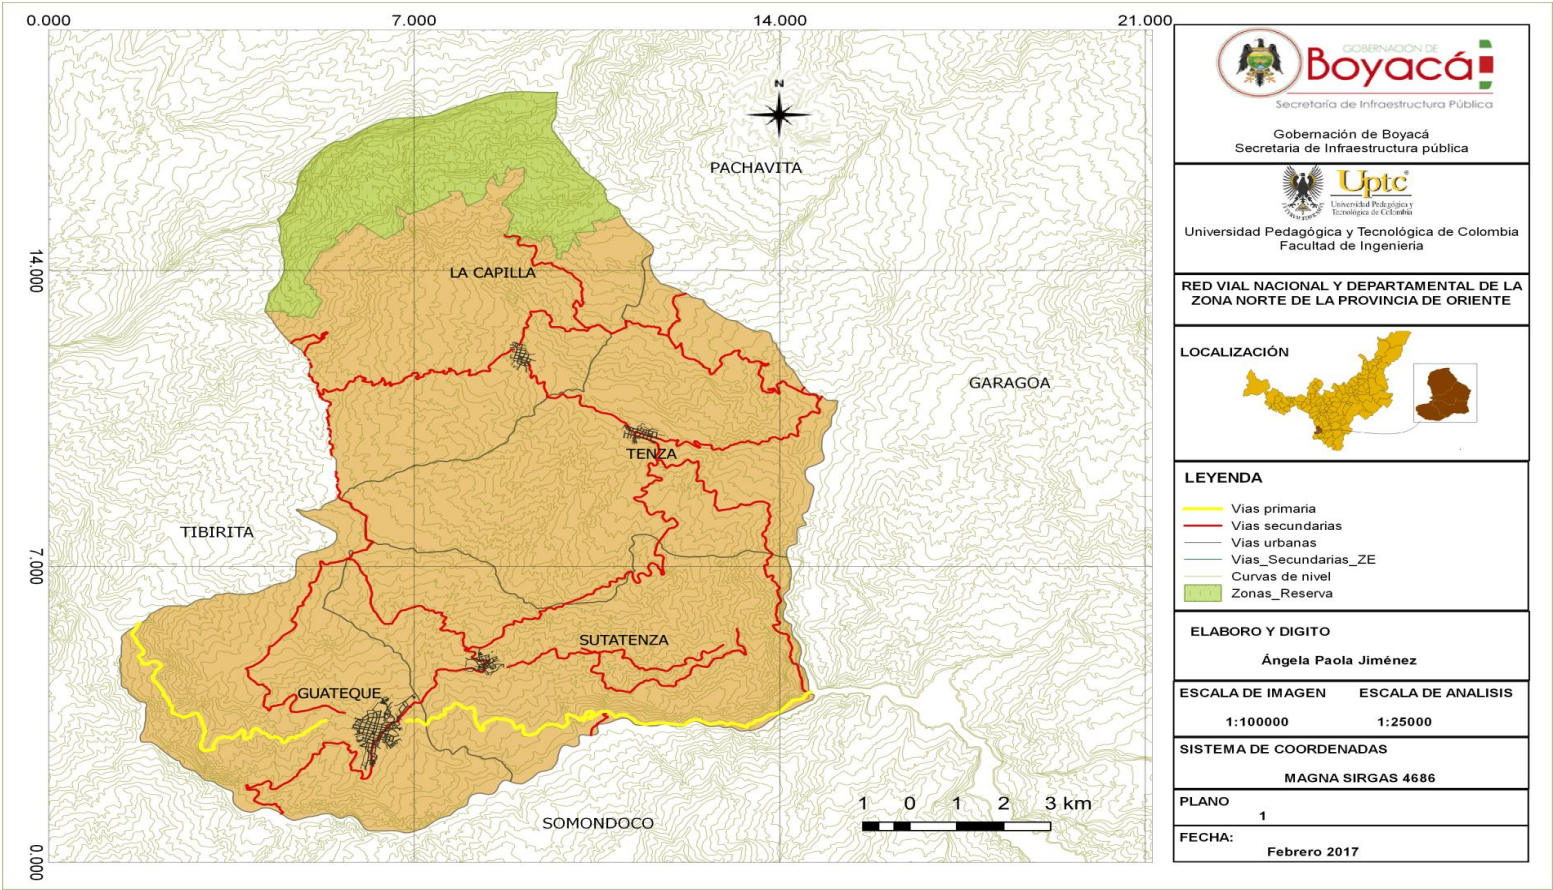 0.000
7.000
14.000
21.000
14.000
7.000
0.000
N
PACHAVITA
LA CAPILLA
GARAGOA
TENZA
TIBIRITA
SUTATENZA
GUATEQUE
SOMONDOCO
1 0 1 2 3 km
GOBERNACIÓN DE
Boyacá
Secretaría de Infraestructura Pública
Gobernación de Boyacá
Secretaria de Infraestructura pública
Uptc
Universidad Pedagógica y
Tecnológica de Colombia
Universidad Pedagógica y Tecnológica de Colombia
Facultad de Ingenieria
RED VIAL NACIONAL Y DEPARTAMENTAL DE LA
ZONA NORTE DE LA PROVINCIA DE ORIENTE
LOCALIZACIÓN
LEYENDA
Vias primaria
Vias secundarias
Vias urbanas
Vias_Secundarias_ZE
Curvas de nivel
Zonas_Reserva
ELABORO Y DIGITO
Ángela Paola Jiménez
ESCALA DE IMAGEN ESCALA DE ANALISIS
1:100000 1:25000
SISTEMA DE COORDENADAS
MAGNA SIRGAS 4686
PLANO
1
FECHA:
Febrero 2017